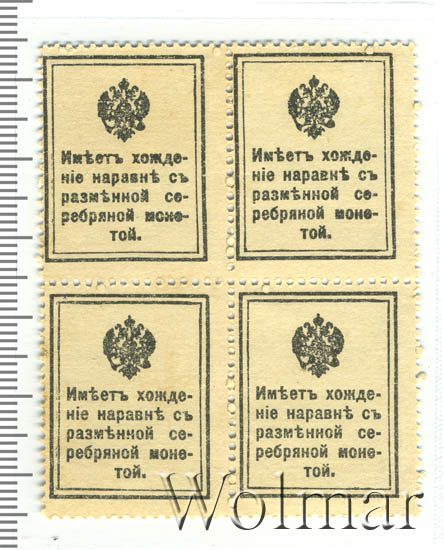 Имѣетъ хожде-
ніе наравнѣ съ
размѣнной се-
ребряной моне-
той.
Имѣетъ хожде-
ніе наравнѣ съ
размѣнной се-
ребряной моне-
той.
Имѣетъ хожде-
ніе наравнѣ съ
размѣнной се-
ребряной моне-
той.
Имѣетъ хожде-
ніе наравнѣ съ
размѣнной се-
ребряной моне-
той.
Wolmar